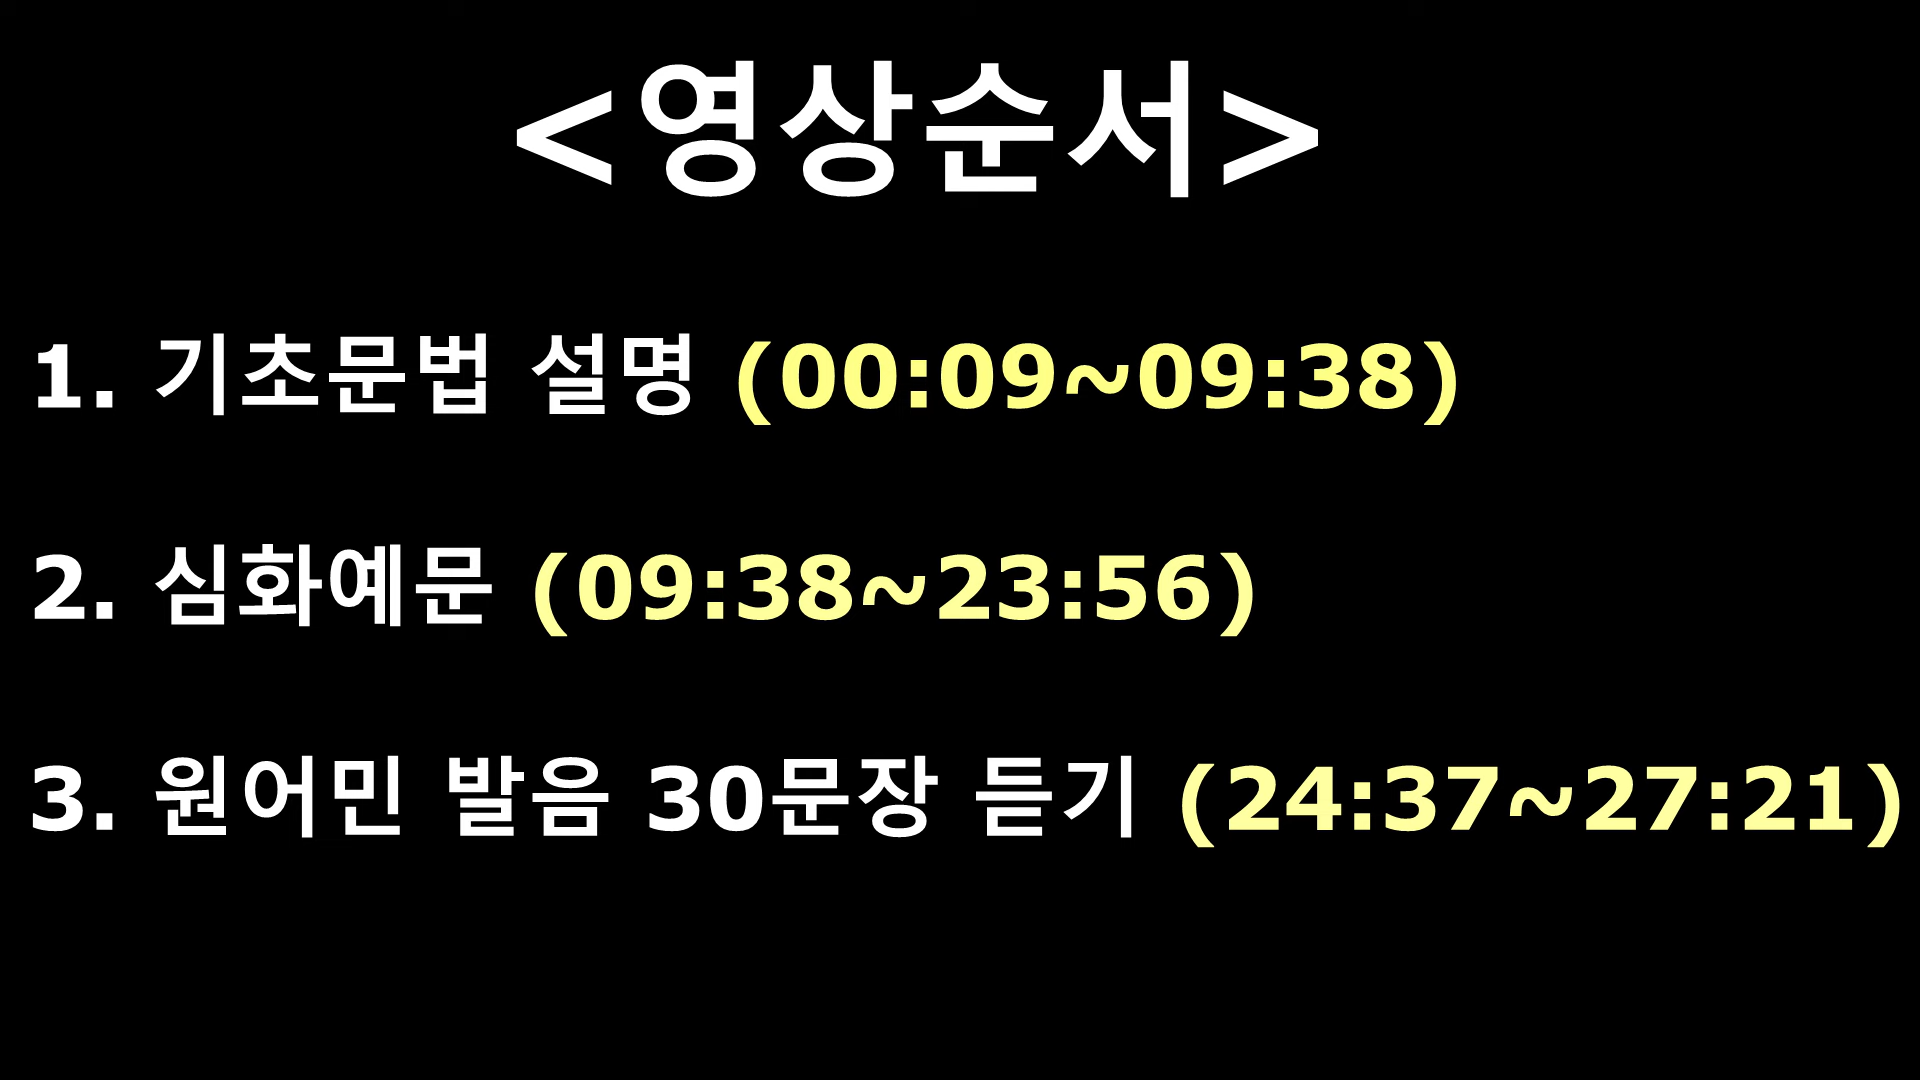 <영상순서>
1. 기초문법 설명 (00:09~09:38)
2. 심화예문 (09:38~23:56)
3. 원어민 발음 30문장 듣기 (24:37~27:21)